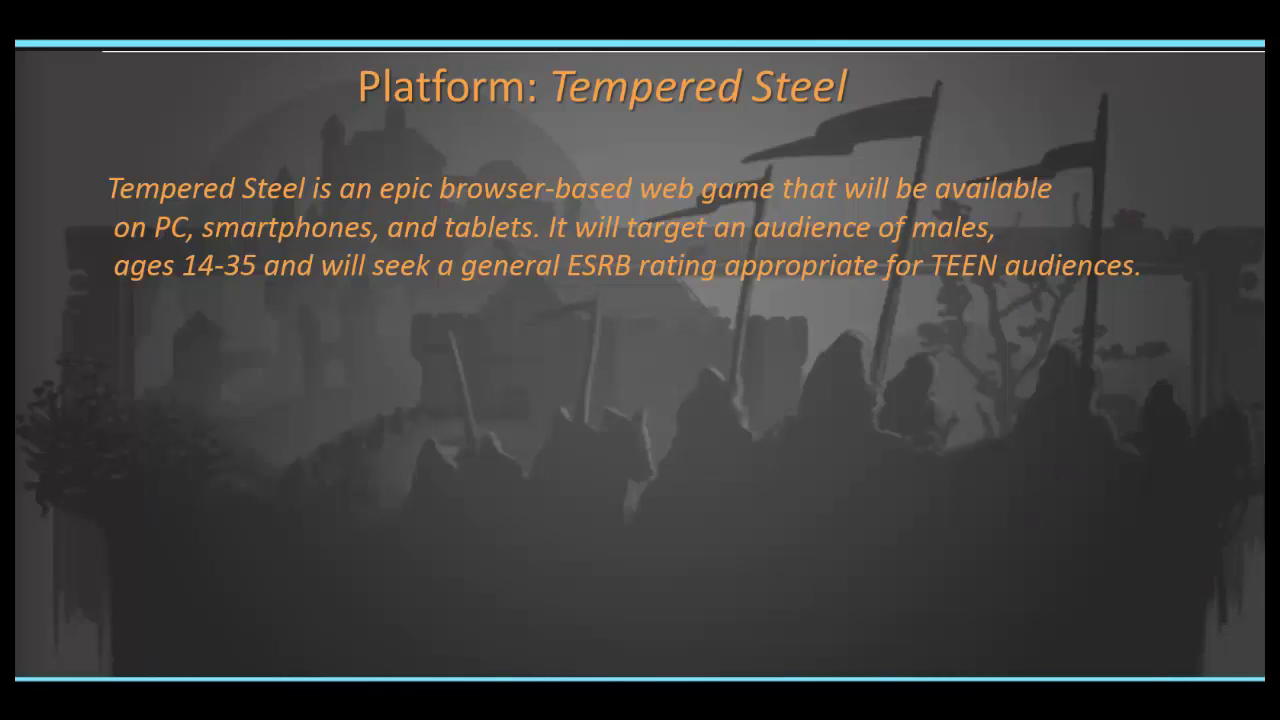 Platform: Tempered Steel
Tempered Steel is an epic browser-based web game that will be available
on PC, smartphones, and tablets. It will target an audience of males,
ages 14-35 and will seek a general ESRB rating appropriate for TEEN audiences.